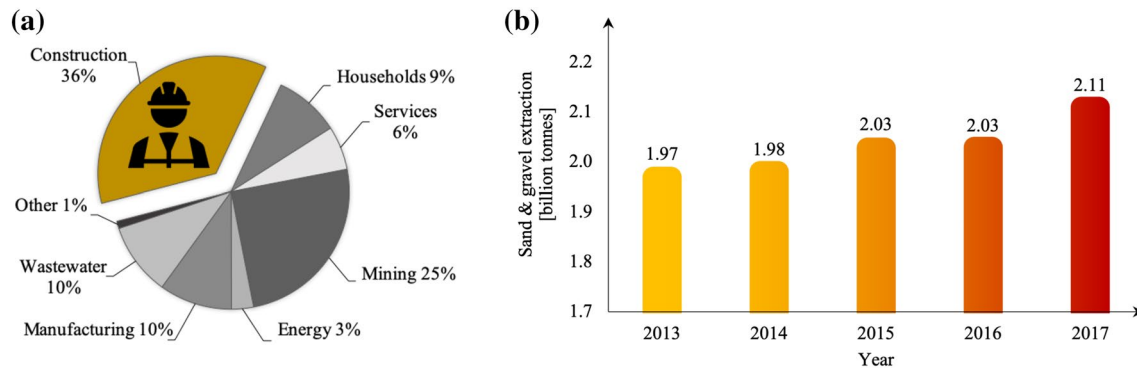 (a)
Construction
36%
Households 9%
Services
6%
Other 1%
Wastewater
10%
Mining 25%
Manufacturing 10%
Energy 3%
(b)
Sand & gravel extraction
[billion tonnes]
2.2
2.1
2.0
1.9
1.8
1.7
1.97
1.98
2.03
2.03
2.11
2013
2014
2015
2016
2017
Year